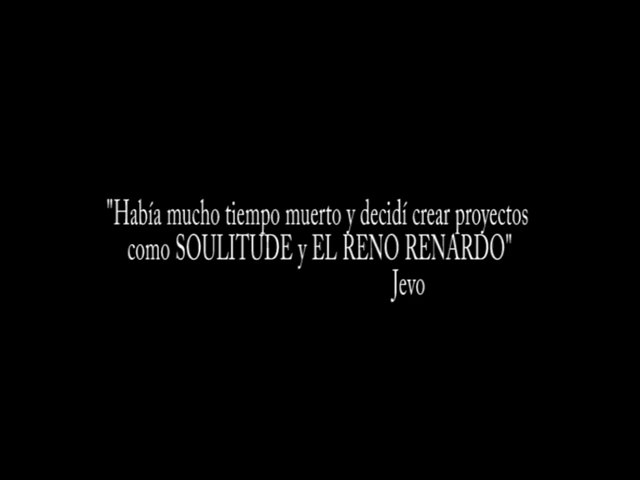 "Había mucho tiempo muerto y decidí crear proyectos
como SOULITUDE y EL RENO RENARDO"
Jevo